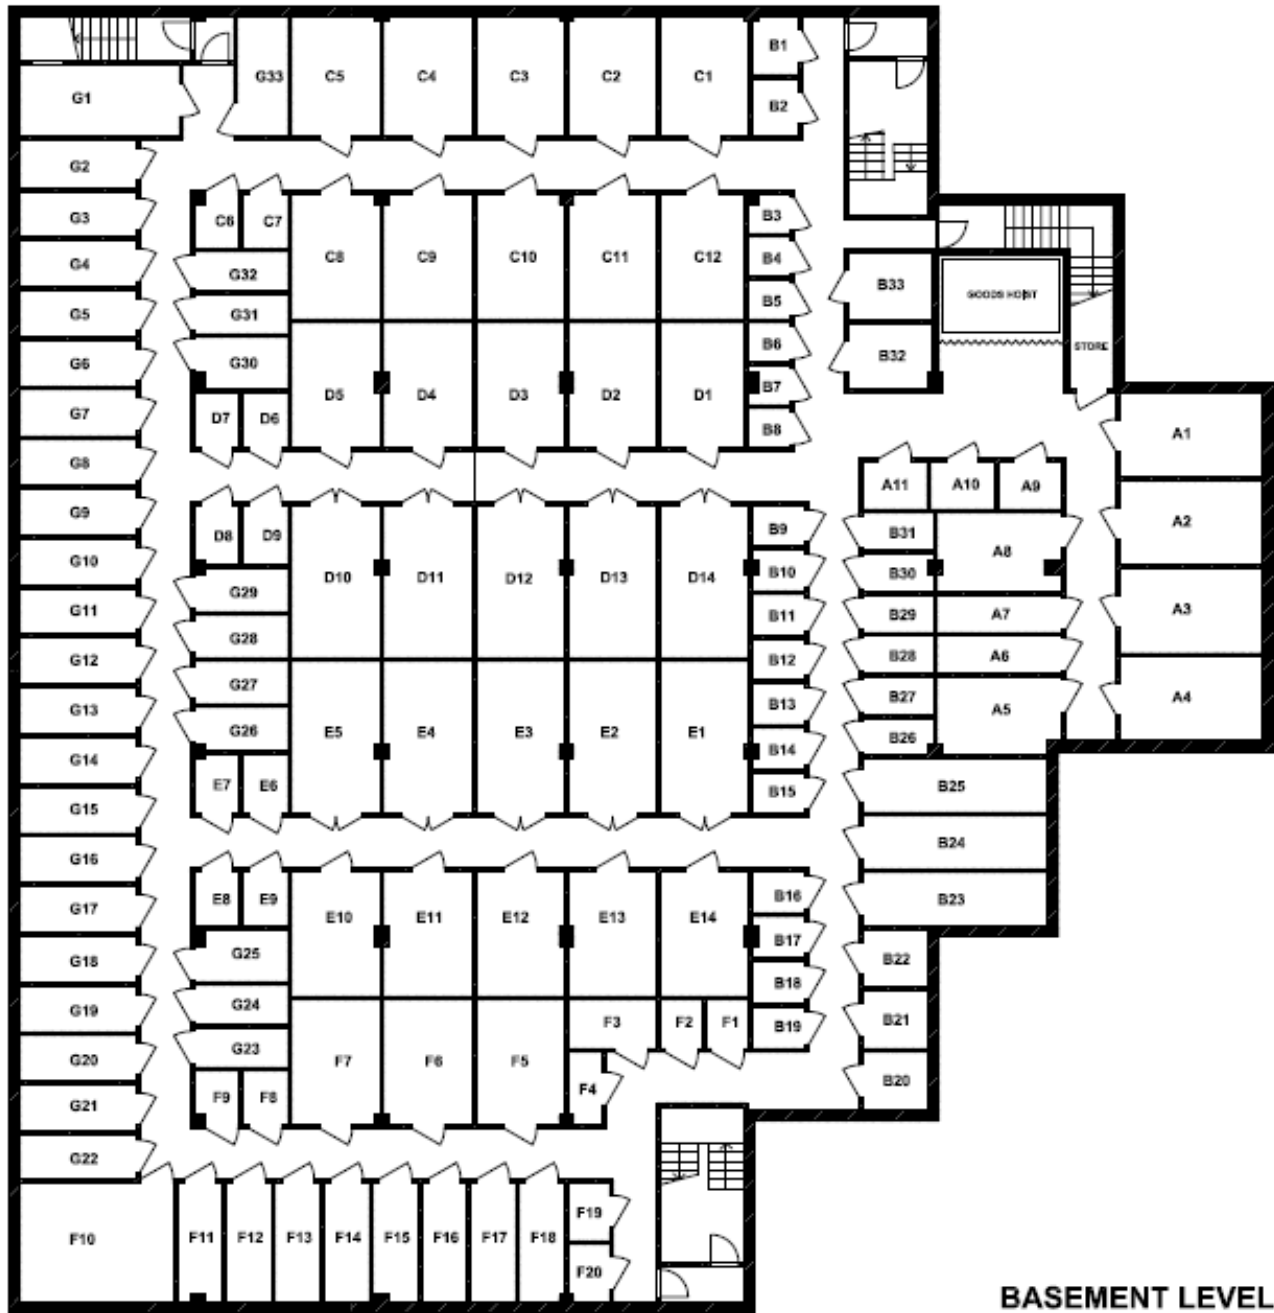 G33 C5 C4 C3 C2 C1 B1
G1 B2
G2
G3 C6 C7 B3
G4 G32 C8 C9 C10 C11 C12 B4
G5 G31 B5 B33 GOODS HOIST
G6 G30 B6 B32 STORE
G7 D7 D6 D5 D4 D3 D2 D1 B7
G8 B8 A1
G9 D8 D9 B9 A11 A10 A9
G10 D10 D11 D12 D13 D14 B10 B31 A8 A2
G11 G29 B11 B30
G12 G28 B12 B29 A7 A3
G13 G27 B13 B28 A6
G14 G26 E5 E4 E3 E2 E1 B14 B27 A5 A4
G15 E7 E6 B15 B26
B25
G16 B24
G17 E8 E9 E10 E11 E12 E13 E14 B16 B23
G18 G25 B17 B22
G19 G24 B18
G20 G23 F7 F6 F5 F3 F2 F1 B19 B21
G21 F9 F8 F4 B20
G22
F10 F11 F12 F13 F14 F15 F16 F17 F18 F19
F20
BASEMENT LEVEL